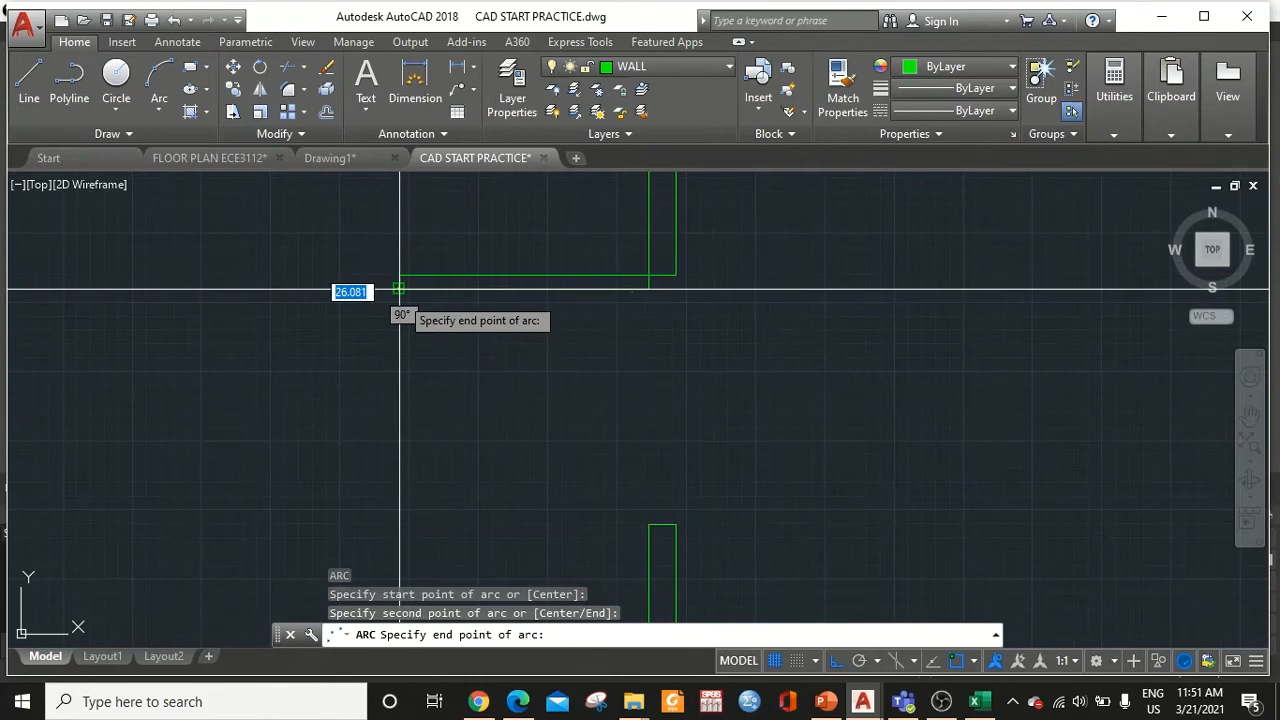 Autodesk AutoCAD 2018 CAD START PRACTICE.dwg
Type a keyword or phrase
Sign In
Home Insert Annotate Parametric View Manage Output Add-ins A360 Express Tools Featured Apps
WALL
ByLayer
ByLayer
ByLayer
Line Polyline Circle Arc
Text Dimension
Layer
Properties
Insert
Match
Properties
Group
Utilities
Clipboard
View
Draw Modify Annotation Layers Block Properties Groups
Start FLOOR PLAN ECE3112* Drawing1* CAD START PRACTICE*
[−][Top][2D Wireframe]
N
W TOP E
S
WCS
26.081
90°
Specify end point of arc:
Y
X
ARC
Specify start point of arc or [Center]:
Specify second point of arc or [Center/End]:
ARC Specify end point of arc:
Model Layout1 Layout2
MODEL
1:1
Type here to search
SPSS
ENG
US
11:51 AM
3/21/2021
5